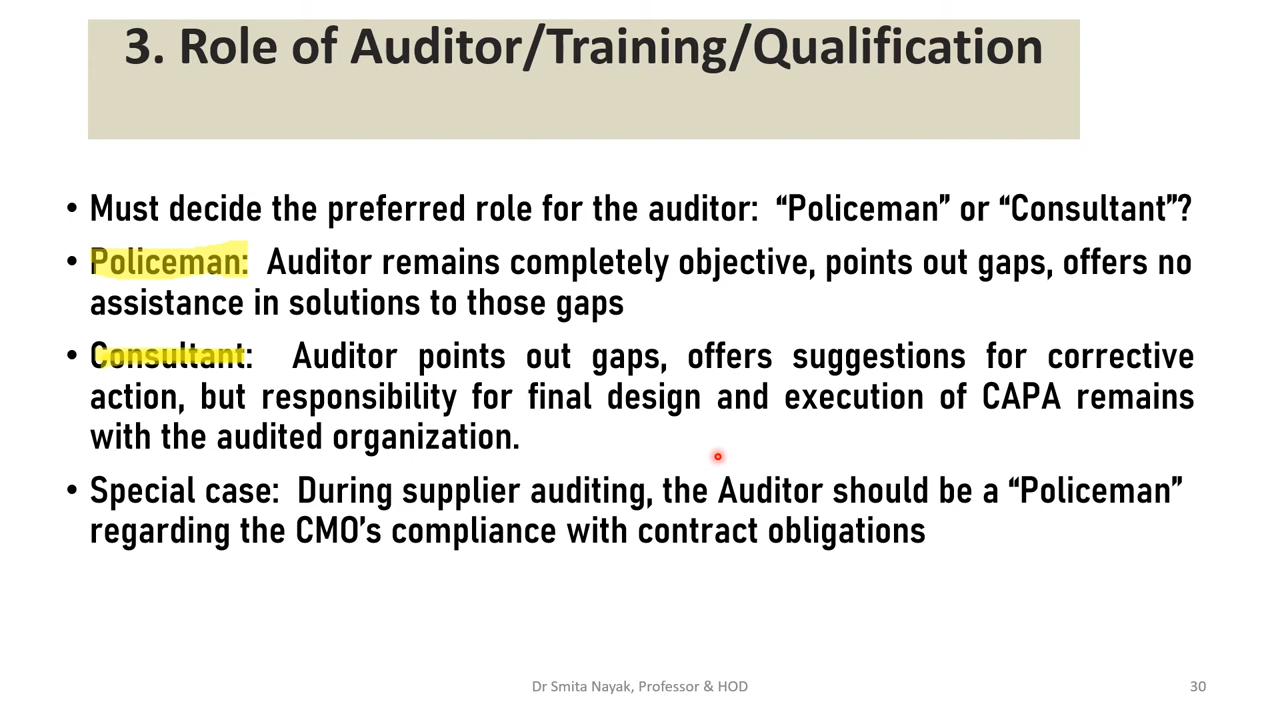 3. Role of Auditor/Training/Qualification
• Must decide the preferred role for the auditor: “Policeman” or “Consultant”?
• Policeman: Auditor remains completely objective, points out gaps, offers no
assistance in solutions to those gaps
• Consultant: Auditor points out gaps, offers suggestions for corrective
action, but responsibility for final design and execution of CAPA remains
with the audited organization.
• Special case: During supplier auditing, the Auditor should be a “Policeman”
regarding the CMO’s compliance with contract obligations
Dr Smita Nayak, Professor & HOD
30